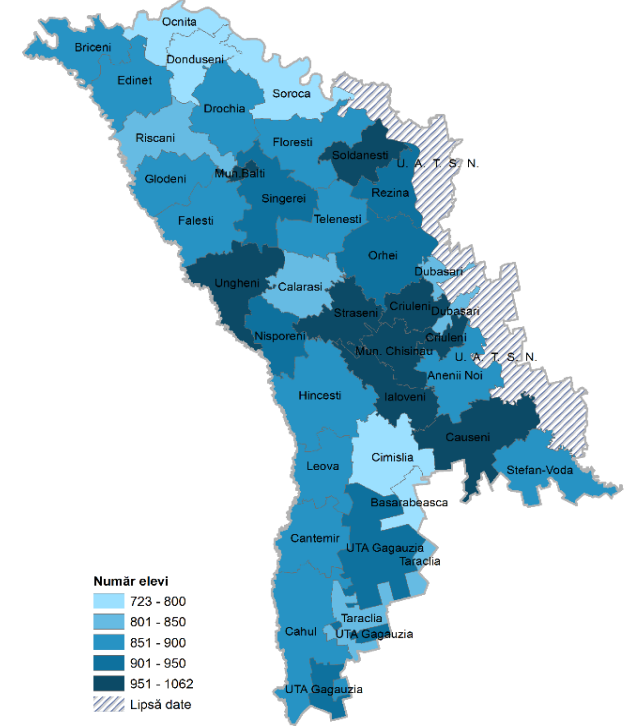 Ocnita
Briceni
Donduseni
Edinet
Soroca
Drochia
Riscani
Floresti
Soldanesti
U. A. T. S. N.
Mun.Balti
Glodeni
Rezina
Singerei
Falesti
Telenesti
Orhei
Dubasari
Ungheni
Calarasi
Criuleni
Dubasari
Straseni
Nisporeni
Criuleni
Mun. Chisinau
U. A. T. S. N.
Anenii Noi
Hincesti
Ialoveni
Causeni
Cimislia
Leova
Stefan-Voda
Basarabeasca
Cantemir
UTA Gagauzia
Taraclia
Număr elevi
723 - 800
801 - 850
851 - 900
901 - 950
951 - 1062
Lipsă date
Taraclia
Cahul
UTA Gagauzia
UTA Gagauzia